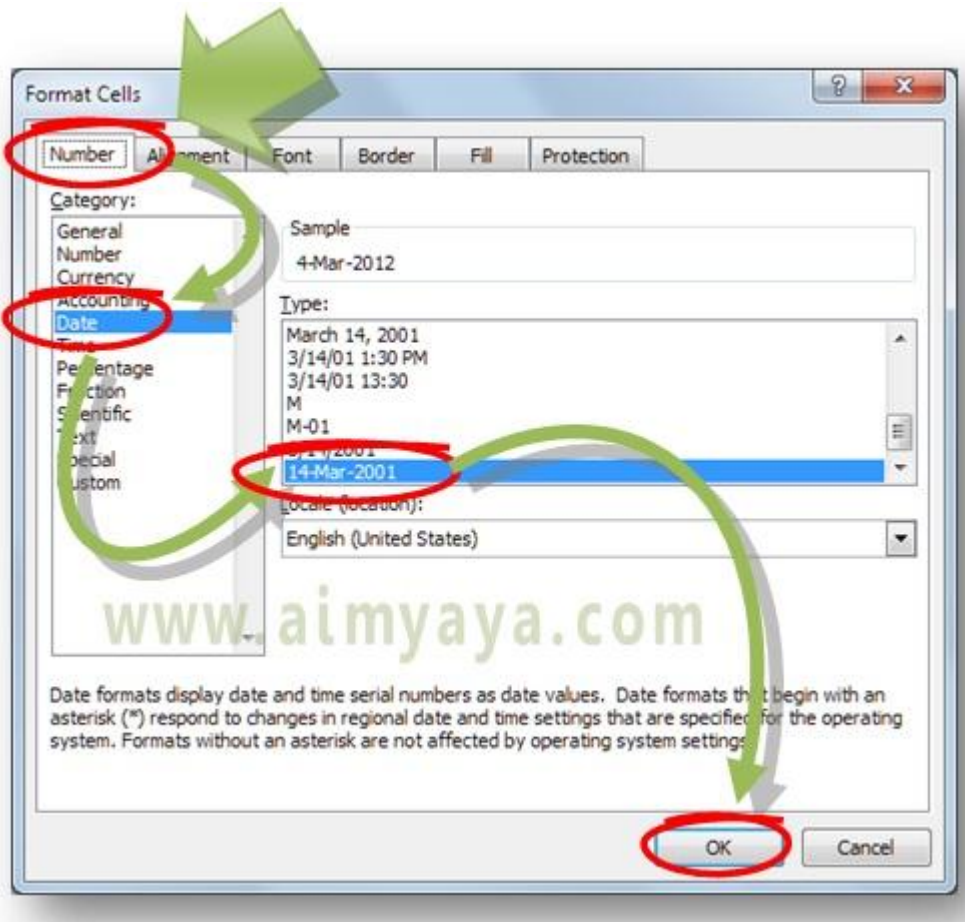 Format Cells
Number Alignment Font Border Fill Protection
Category:
General
Number
Currency
Accounting
Date
Time
Percentage
Fraction
Scientific
Text
Special
Custom
Sample
4-Mar-2012
Type:
March 14, 2001
3/14/01 1:30 PM
3/14/01 13:30
M
M-01
3/14/2001
14-Mar-2001
Locale (location):
English (United States)
www.aimyaya.com
Date formats display date and time serial numbers as date values. Date formats that begin with an
asterisk (*) respond to changes in regional date and time settings that are specified for the operating
system. Formats without an asterisk are not affected by operating system settings.
OK Cancel